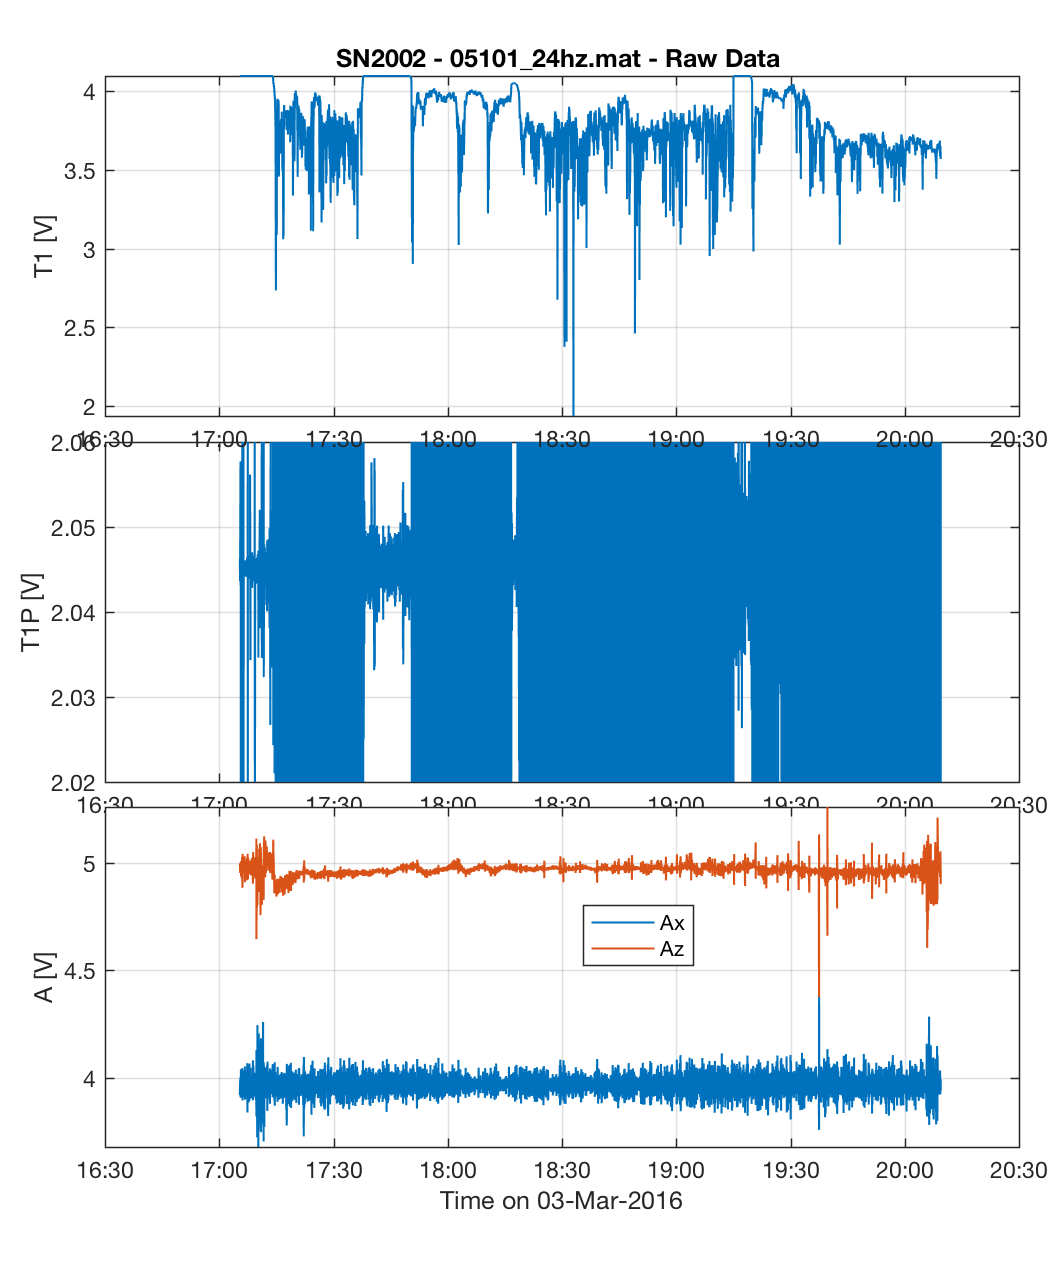 SN2002 - 05101_24hz.mat - Raw Data
4
3.5
3
2.5
2
T1 [V]
16:30 17:00 17:30 18:00 18:30 19:00 19:30 20:00 20:30
2.06
2.05
2.04
2.03
2.02
T1P [V]
16:30 17:00 17:30 18:00 18:30 19:00 19:30 20:00 20:30
5
4.5
4
A [V]
Ax
Az
16:30 17:00 17:30 18:00 18:30 19:00 19:30 20:00 20:30
Time on 03-Mar-2016